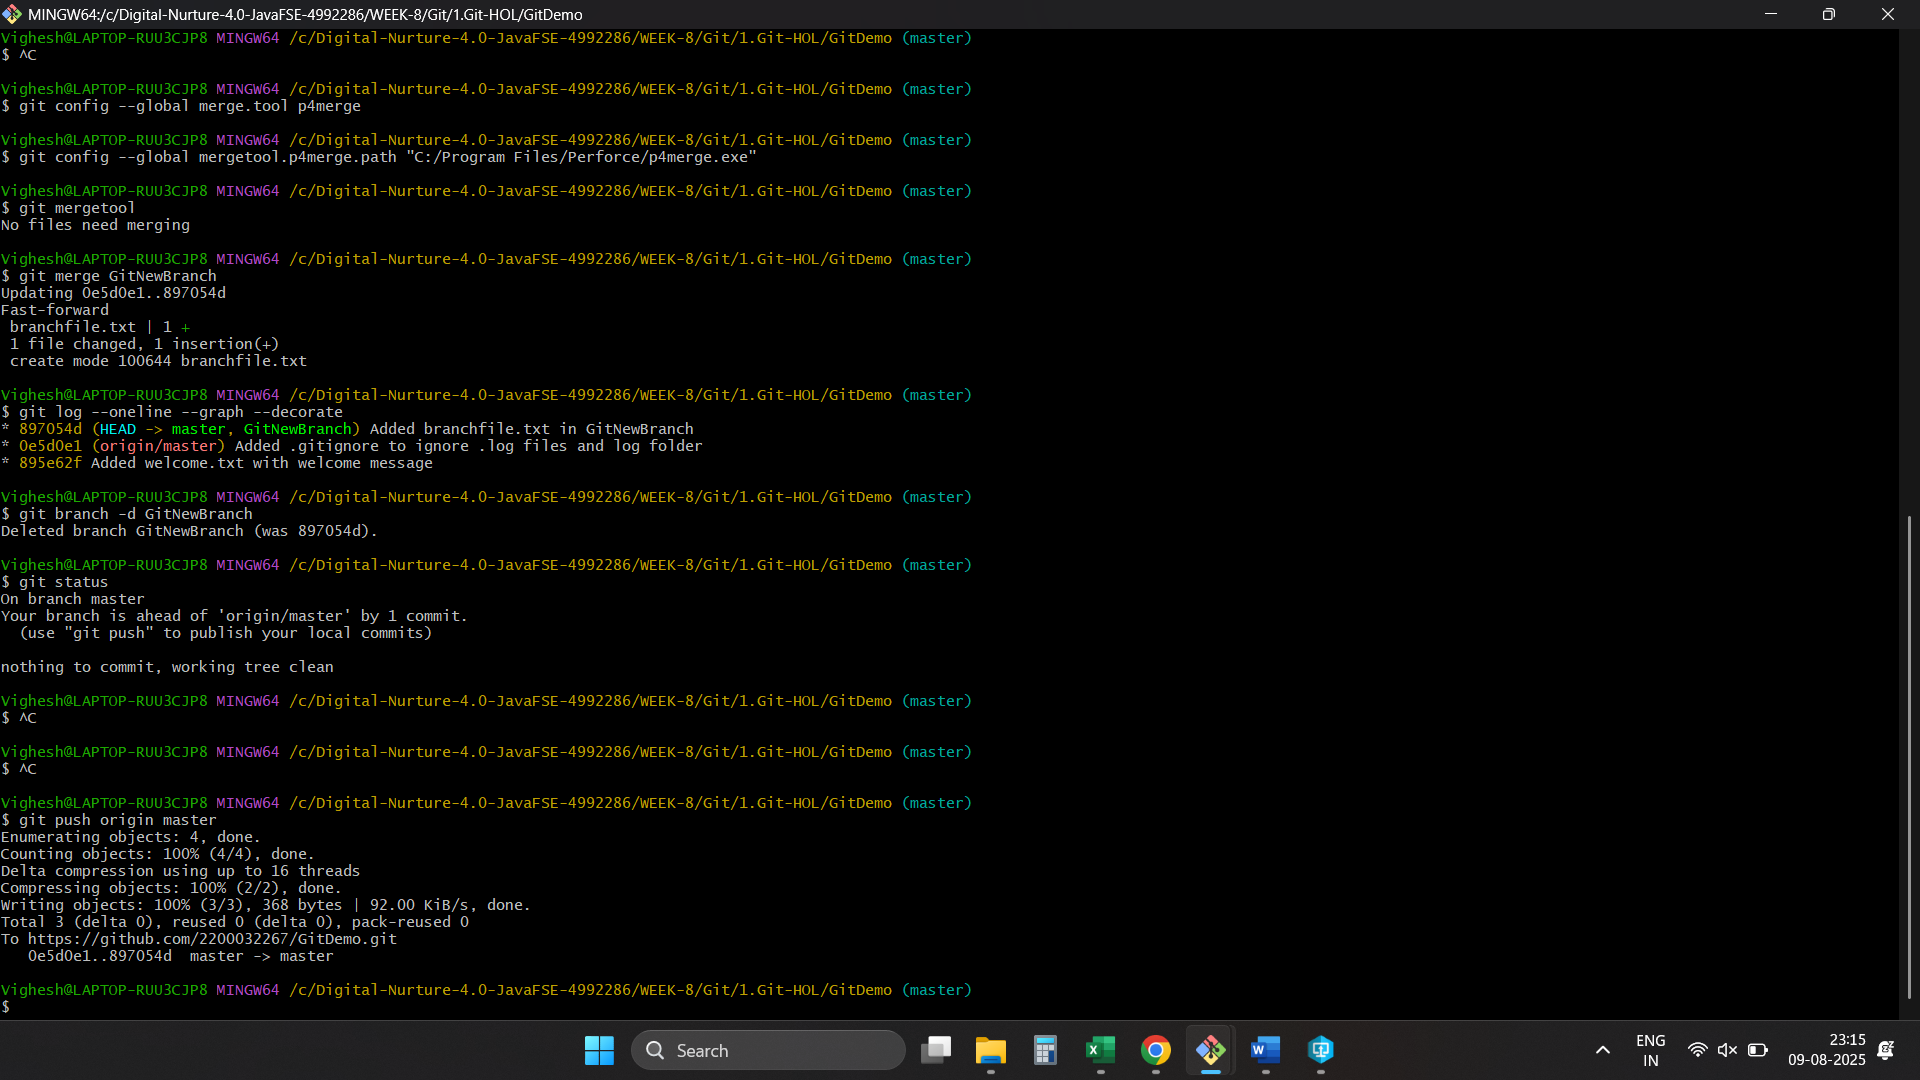 MINGW64:/c/Digital-Nurture-4.0-JavaFSE-4992286/WEEK-8/Git/1.Git-HOL/GitDemo
Vighesh@LAPTOP-RUU3CJP8 MINGW64 /c/Digital-Nurture-4.0-JavaFSE-4992286/WEEK-8/Git/1.Git-HOL/GitDemo (master)
$ ^C
Vighesh@LAPTOP-RUU3CJP8 MINGW64 /c/Digital-Nurture-4.0-JavaFSE-4992286/WEEK-8/Git/1.Git-HOL/GitDemo (master)
$ git config --global merge.tool p4merge
Vighesh@LAPTOP-RUU3CJP8 MINGW64 /c/Digital-Nurture-4.0-JavaFSE-4992286/WEEK-8/Git/1.Git-HOL/GitDemo (master)
$ git config --global mergetool.p4merge.path "C:/Program Files/Perforce/p4merge.exe"
Vighesh@LAPTOP-RUU3CJP8 MINGW64 /c/Digital-Nurture-4.0-JavaFSE-4992286/WEEK-8/Git/1.Git-HOL/GitDemo (master)
$ git mergetool
No files need merging
Vighesh@LAPTOP-RUU3CJP8 MINGW64 /c/Digital-Nurture-4.0-JavaFSE-4992286/WEEK-8/Git/1.Git-HOL/GitDemo (master)
$ git merge GitNewBranch
Updating 0e5d0e1..897054d
Fast-forward
branchfile.txt | 1 +
1 file changed, 1 insertion(+)
create mode 100644 branchfile.txt
Vighesh@LAPTOP-RUU3CJP8 MINGW64 /c/Digital-Nurture-4.0-JavaFSE-4992286/WEEK-8/Git/1.Git-HOL/GitDemo (master)
$ git log --oneline --graph --decorate
* 897054d (HEAD -> master, GitNewBranch) Added branchfile.txt in GitNewBranch
* 0e5d0e1 (origin/master) Added .gitignore to ignore .log files and log folder
* 895e62f Added welcome.txt with welcome message
Vighesh@LAPTOP-RUU3CJP8 MINGW64 /c/Digital-Nurture-4.0-JavaFSE-4992286/WEEK-8/Git/1.Git-HOL/GitDemo (master)
$ git branch -d GitNewBranch
Deleted branch GitNewBranch (was 897054d).
Vighesh@LAPTOP-RUU3CJP8 MINGW64 /c/Digital-Nurture-4.0-JavaFSE-4992286/WEEK-8/Git/1.Git-HOL/GitDemo (master)
$ git status
On branch master
Your branch is ahead of 'origin/master' by 1 commit.
(use "git push" to publish your local commits)
nothing to commit, working tree clean
Vighesh@LAPTOP-RUU3CJP8 MINGW64 /c/Digital-Nurture-4.0-JavaFSE-4992286/WEEK-8/Git/1.Git-HOL/GitDemo (master)
$ ^C
Vighesh@LAPTOP-RUU3CJP8 MINGW64 /c/Digital-Nurture-4.0-JavaFSE-4992286/WEEK-8/Git/1.Git-HOL/GitDemo (master)
$ ^C
Vighesh@LAPTOP-RUU3CJP8 MINGW64 /c/Digital-Nurture-4.0-JavaFSE-4992286/WEEK-8/Git/1.Git-HOL/GitDemo (master)
$ git push origin master
Enumerating objects: 4, done.
Counting objects: 100% (4/4), done.
Delta compression using up to 16 threads
Compressing objects: 100% (2/2), done.
Writing objects: 100% (3/3), 368 bytes | 92.00 KiB/s, done.
Total 3 (delta 0), reused 0 (delta 0), pack-reused 0
To https://github.com/2200032267/GitDemo.git
0e5d0e1..897054d  master -> master
Vighesh@LAPTOP-RUU3CJP8 MINGW64 /c/Digital-Nurture-4.0-JavaFSE-4992286/WEEK-8/Git/1.Git-HOL/GitDemo (master)
$
Search
ENG
IN
23:15
09-08-2025